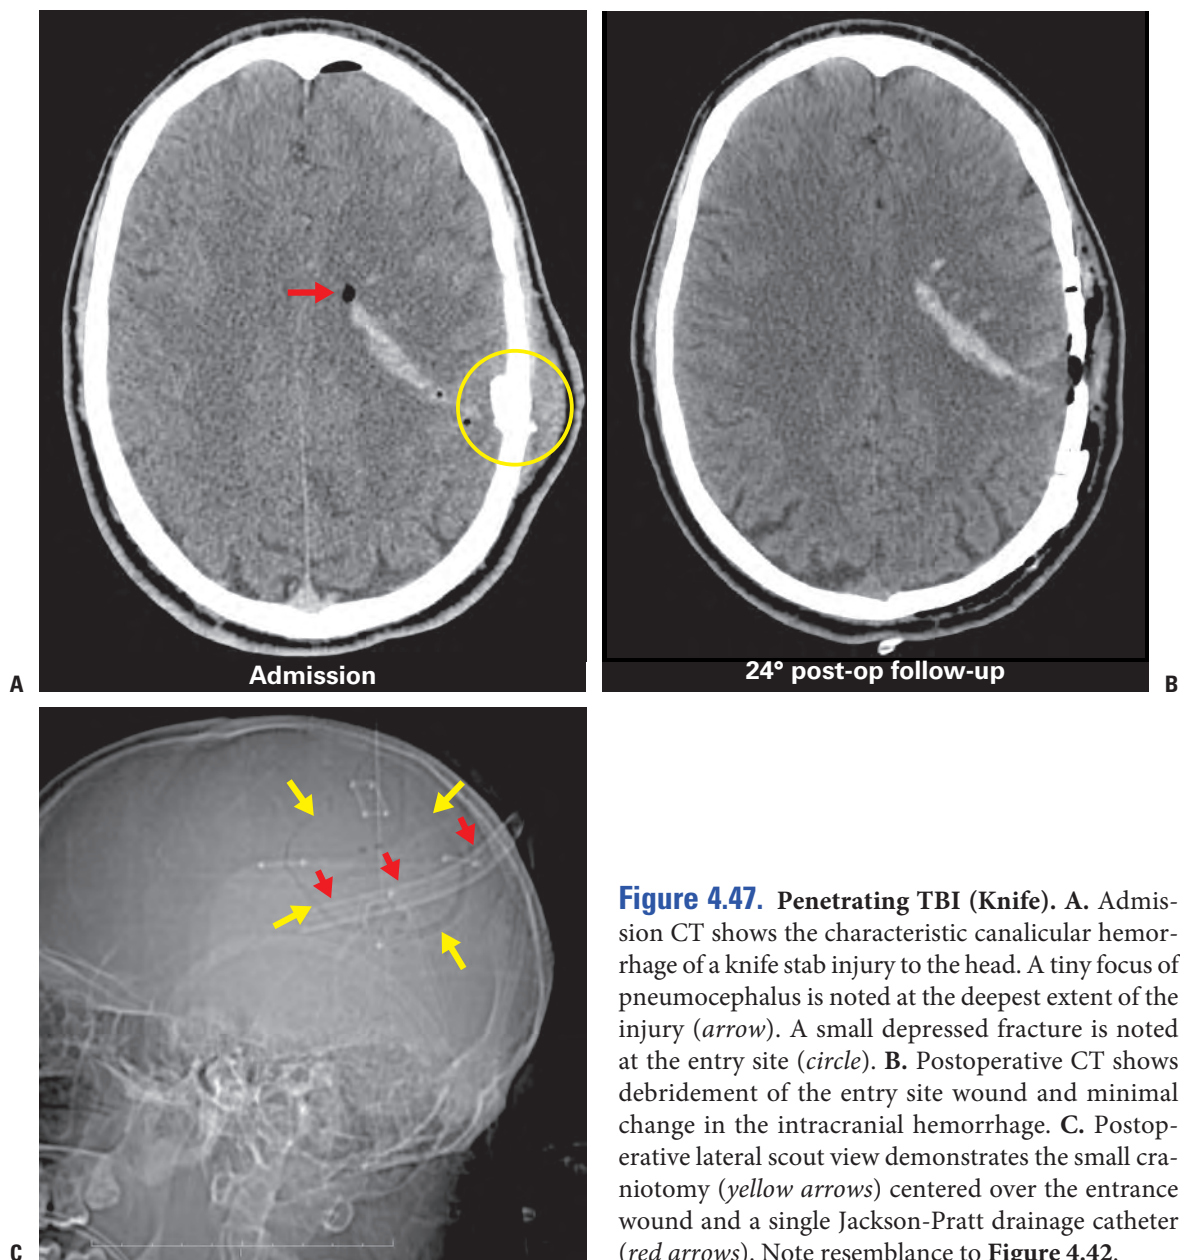 Admission
A
24° post-op follow-up
B
C
Figure 4.47. Penetrating TBI (Knife). A. Admis-
sion CT shows the characteristic canalicular hemor-
rhage of a knife stab injury to the head. A tiny focus of
pneumocephalus is noted at the deepest extent of the
injury (arrow). A small depressed fracture is noted
at the entry site (circle). B. Postoperative CT shows
debridement of the entry site wound and minimal
change in the intracranial hemorrhage. C. Postop-
erative lateral scout view demonstrates the small cra-
niotomy (yellow arrows) centered over the entrance
wound and a single Jackson-Pratt drainage catheter
(red arrows). Note resemblance to Figure 4.42.